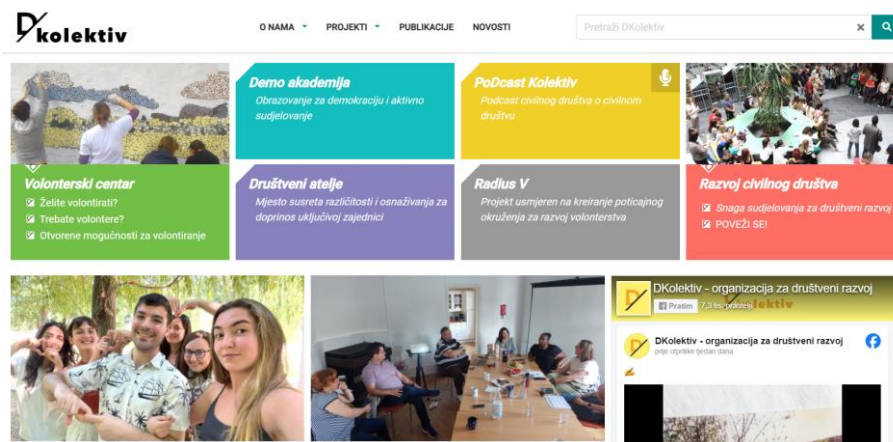 Dkolektiv
O NAMA PROJEKTI PUBLIKACIJE NOVOSTI
Pretraži DKolektiv
Demo akademija
Obrazovanje za demokraciju i aktivno
sudjelovanje
PoDcast Kolektiv
Podcast civilnog društva o civilnom
društvu
Volonterski centar
Želite volontirati?
Trebate volontere?
Otvorene mogućnosti za volontiranje
Društveni atelje
Mjesto susreta različitosti i osnaživanja za
doprinos uključivoj zajednici
Radius V
Projekt usmjeren na kreiranje poticajnog
okruženja za razvoj volonterstva
Razvoj civilnog društva
Snaga sudjelovanja za društveni razvoj
POVEŽI SE!
DKolektiv - organizacija za društveni razvoj
Pratim 7,3 tis. pratitelji
DKolektiv - organizacija za društveni razvoj
prije otprilike tjedan dana